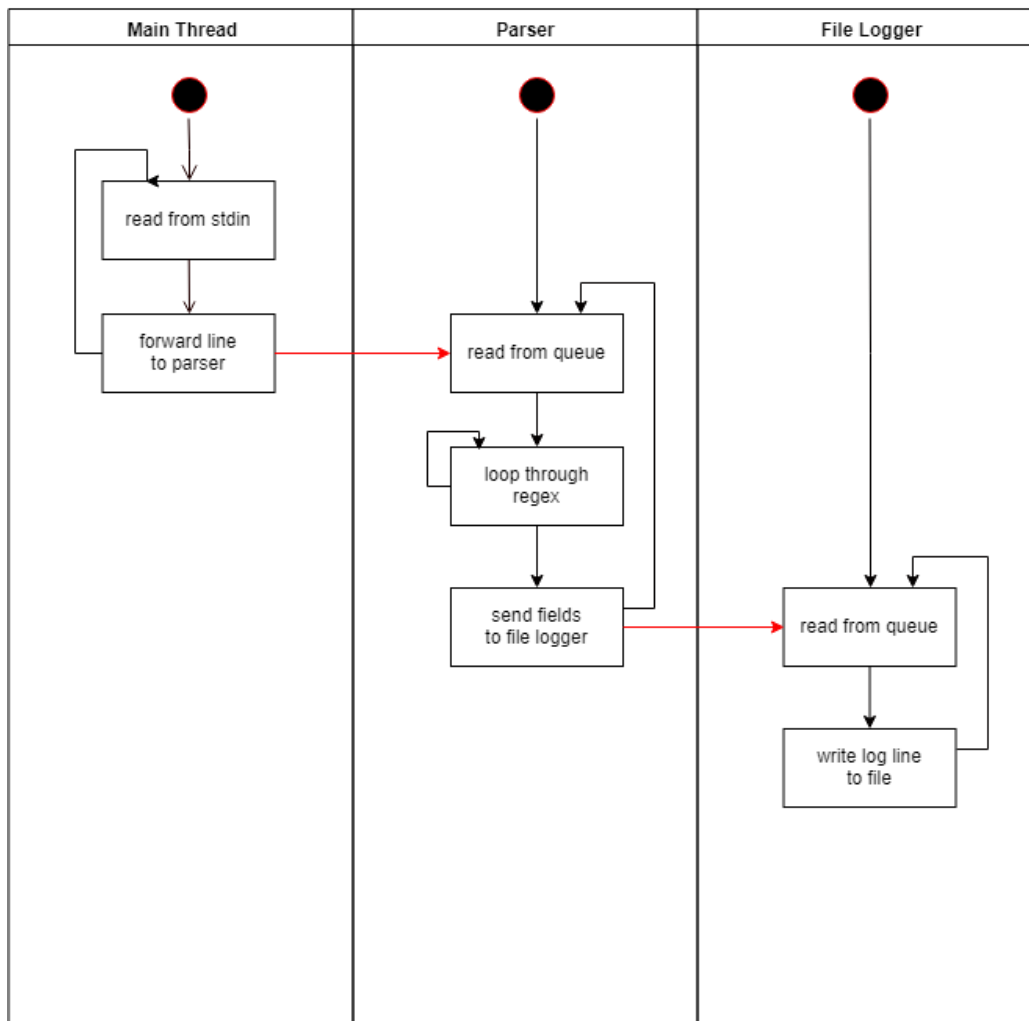 Main Thread
Parser
File Logger
read from stdin
forward line
to parser
read from queue
loop through
regex
send fields
to file logger
read from queue
write log line
to file